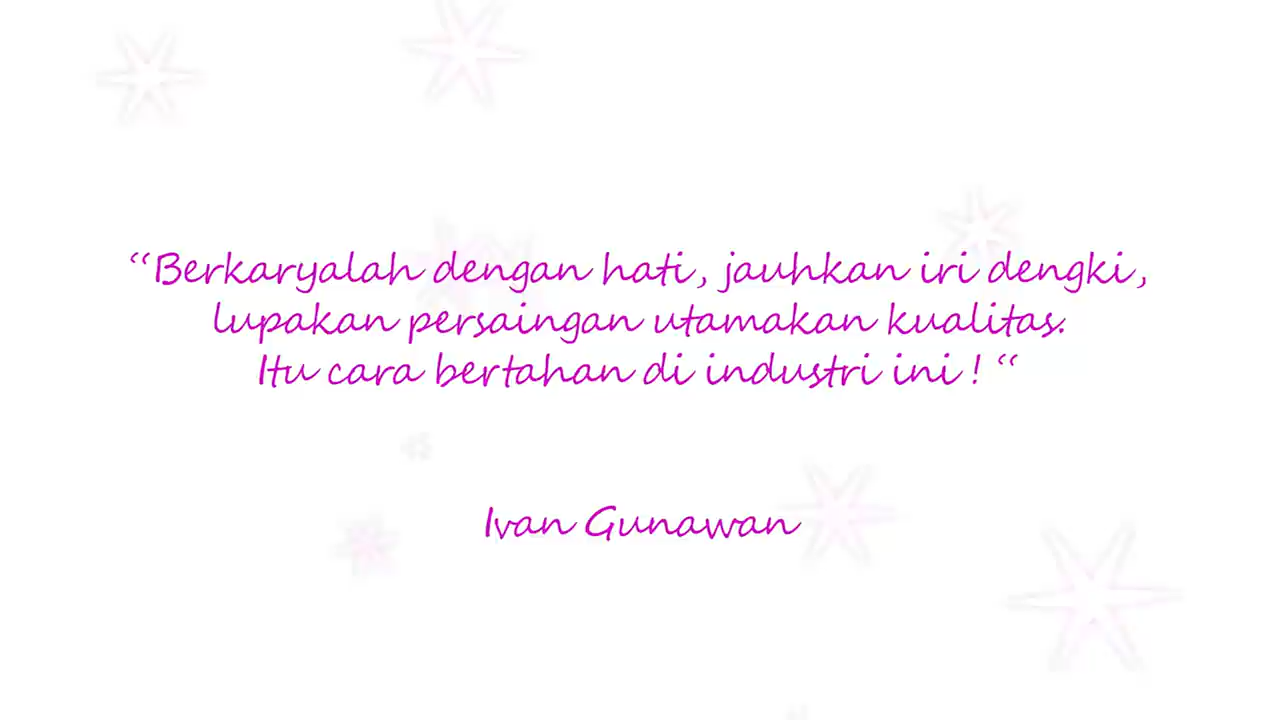 “Berkaryalah dengan hati, jauhkan iri dengki,
lupakan persaingan utamakan kualitas.
Itu cara bertahan di industri ini ! “
Ivan Gunawan